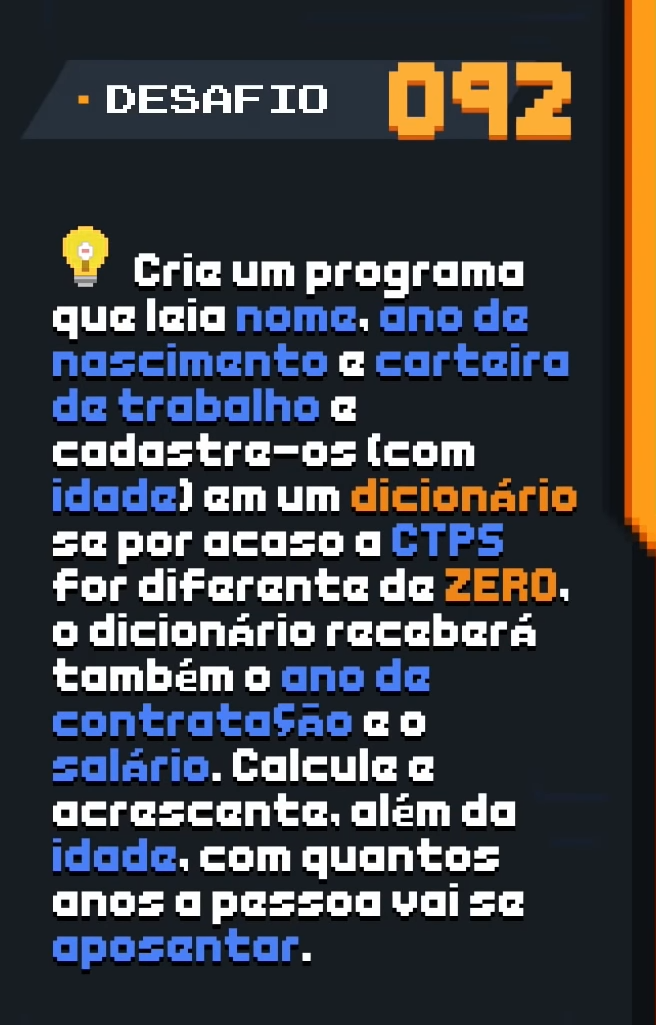 DESAFIO 092
Crie um programa
que leia nome, ano de
nascimento e carteira
de trabalho e
cadastre-os (com
idade) em um dicionário
se por acaso a CTPS
for diferente de ZERO,
o dicionário receberá
também o ano de
contratação e o
salário. Calcule e
acrescente, além da
idade, com quantos
anos a pessoa vai se
aposentar.